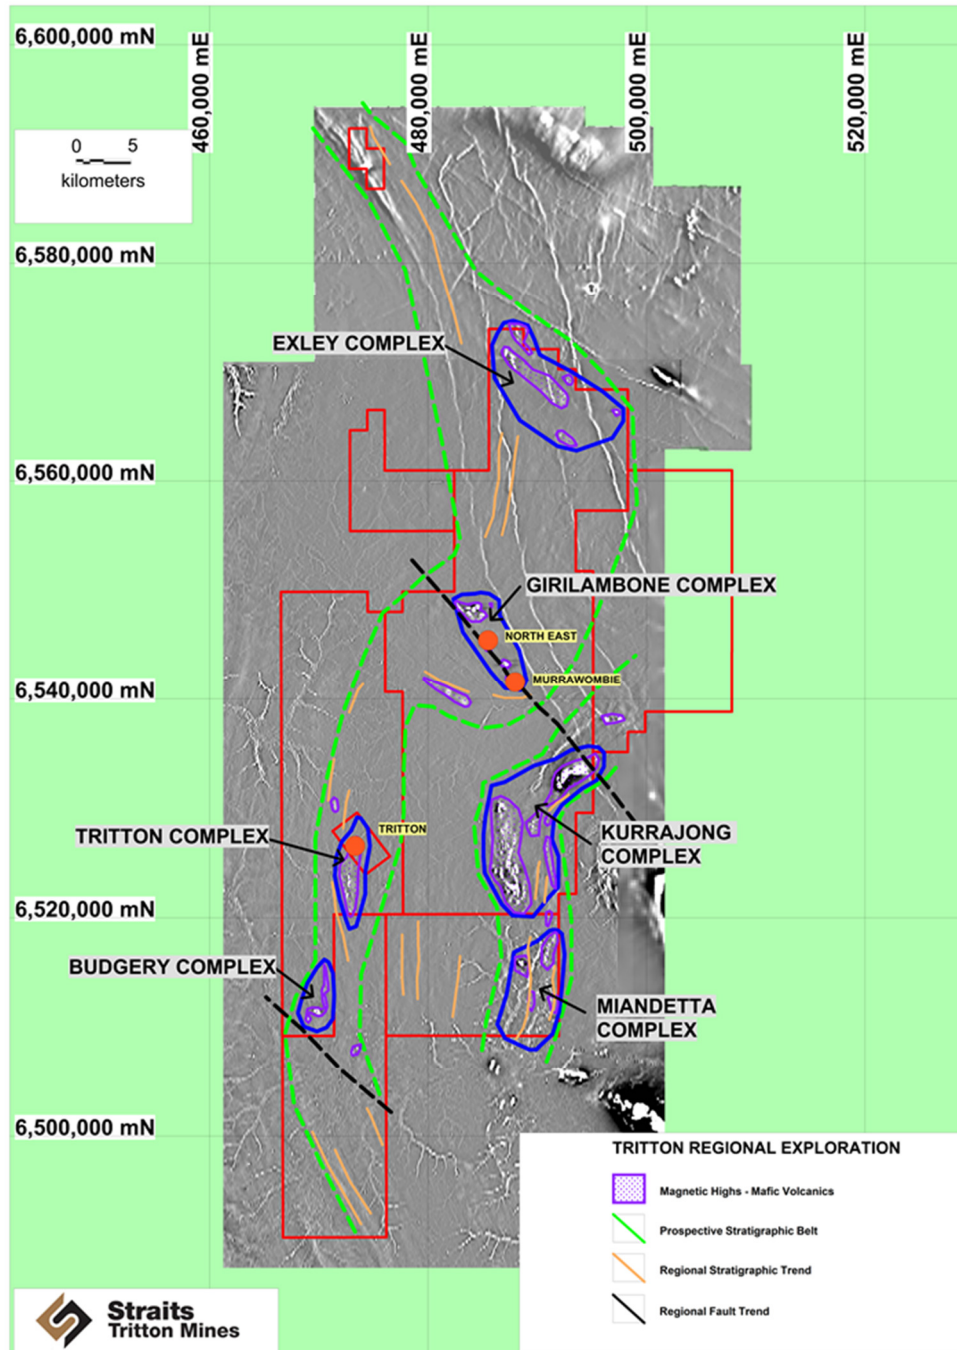 6,600,000 mN
460,000 mE
480,000 mE
500,000 mE
520,000 mE
0 5
kilometers
6,580,000 mN
EXLEY COMPLEX
6,560,000 mN
GIRILAMBONE COMPLEX
NORTH EAST
MURRAWOMBIE
6,540,000 mN
TRITTON
TRITTON COMPLEX
KURRAJONG
COMPLEX
6,520,000 mN
BUDGERY COMPLEX
MIANDETTA
COMPLEX
6,500,000 mN
TRITTON REGIONAL EXPLORATION
Magnetic Highs - Mafic Volcanics
Prospective Stratigraphic Belt
Regional Stratigraphic Trend
Regional Fault Trend
Straits
Tritton Mines